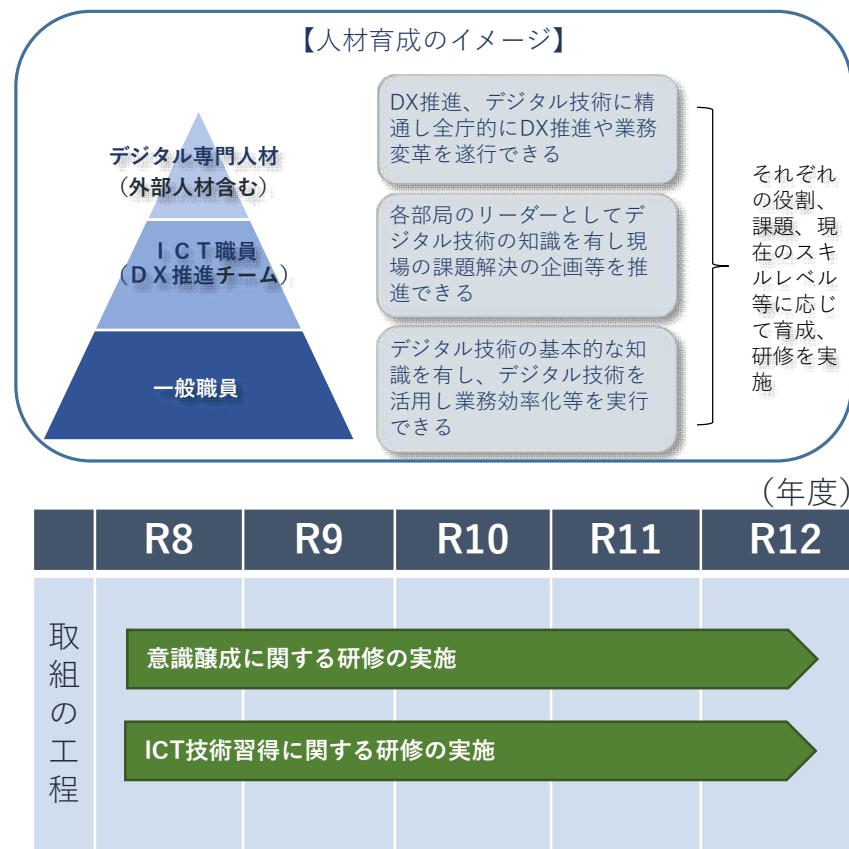 【人材育成のイメージ】
デジタル専門人材
（外部人材含む）
ＩＣＴ職員
（ＤＸ推進チーム）
一般職員
DX推進、デジタル技術に精
通し全庁的にDX推進や業務
変革を遂行できる
各部局のリーダーとしてデ
ジタル技術の知識を有し現
場の課題解決の企画等を推
進できる
デジタル技術の基本的な知
識を有し、デジタル技術を
活用し業務効率化等を実行
できる
それぞれ
の役割、
課題、現
在のスキ
ルレベル
等に応じ
て育成、
研修を実
施
（年度）
R8 R9 R10 R11 R12
取組の工程
意識醸成に関する研修の実施
ICT技術習得に関する研修の実施